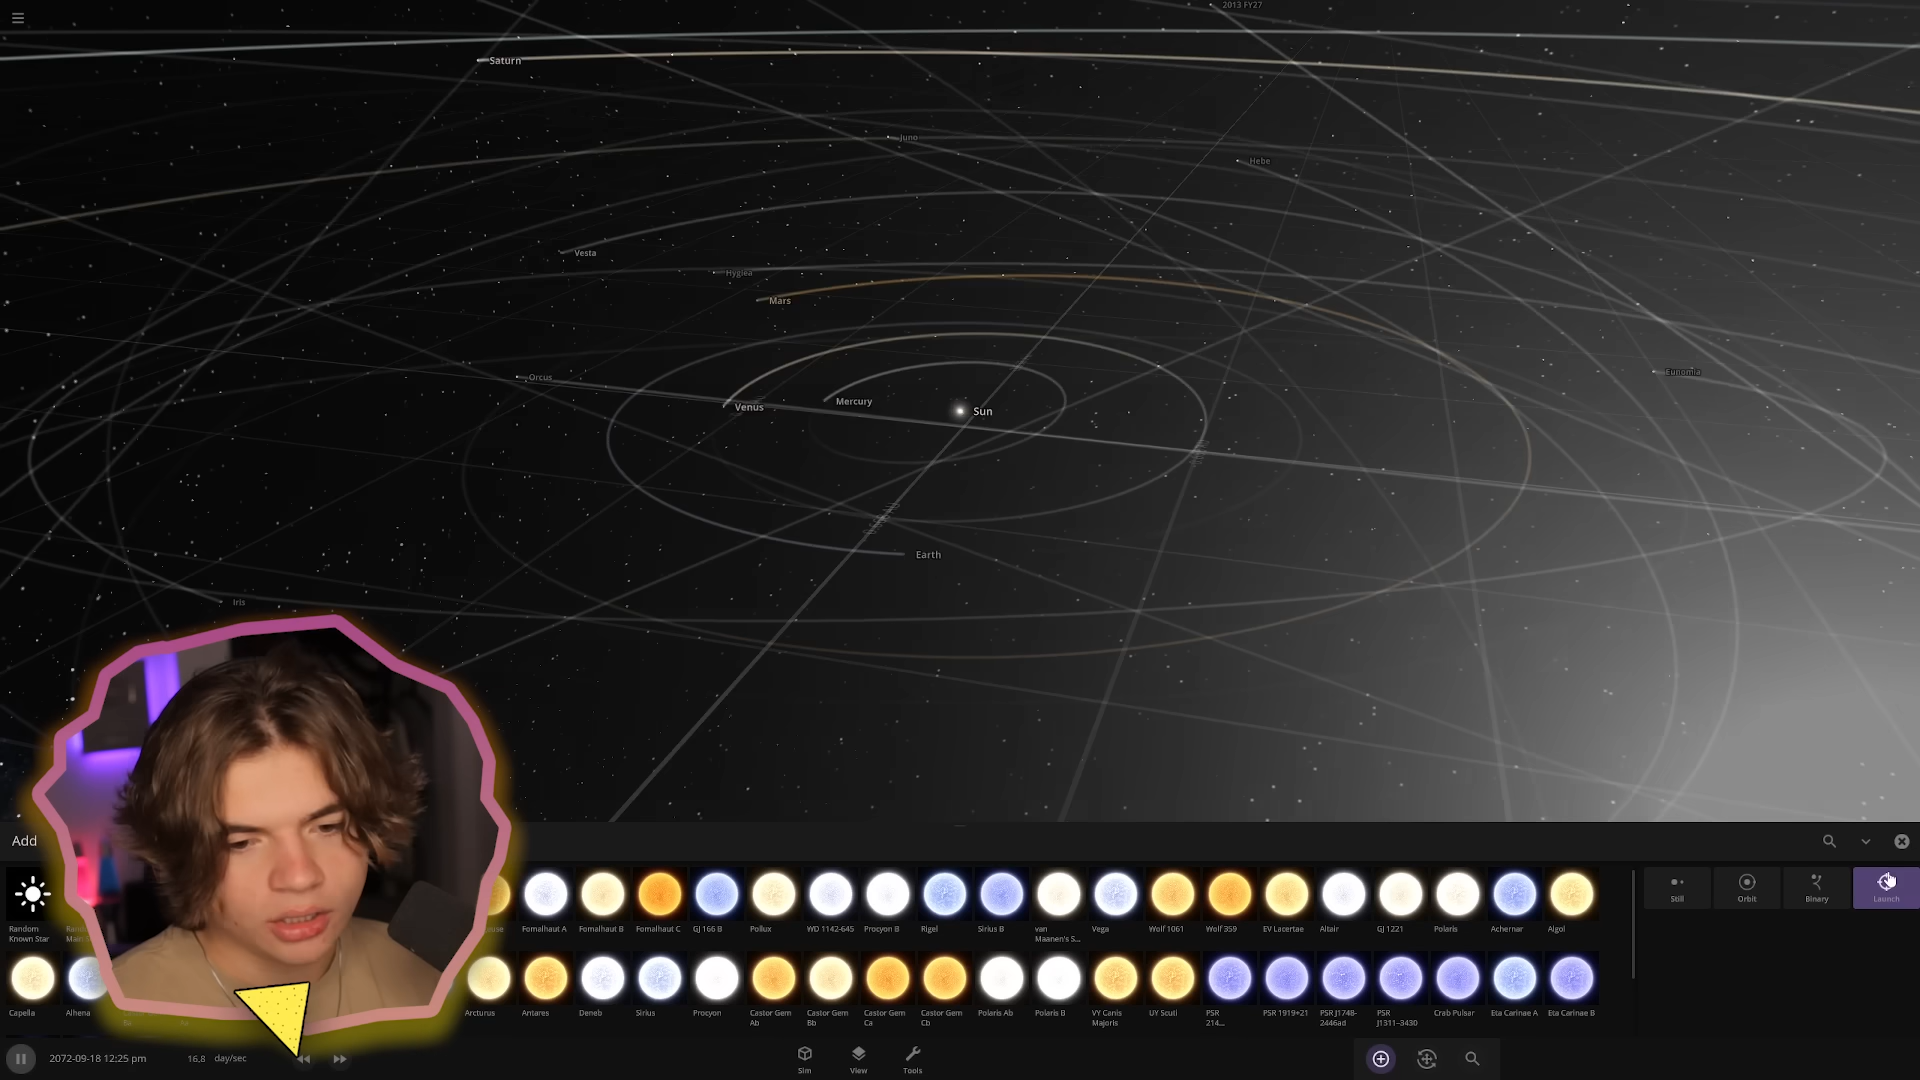 2013 FY27
Saturn
Juno
Hebe
Vesta
Hygiea
Mars
Orcus
Eunomia
Mercury
Venus
Sun
Earth
Iris
Add
Random
Known Star
Fomalhaut A
Fomalhaut B
Fomalhaut C
GJ 166 B
Pollux
WD 1142-645
Procyon B
Rigel
Sirius B
van
Maanen's S...
Vega
Wolf 1061
Wolf 359
EV Lacertae
Altair
GJ 1221
Polaris
Achernar
Algol
Still
Orbit
Binary
Launch
Capella
Alhena
Arcturus
Antares
Deneb
Sirius
Procyon
Castor Gem
Ab
Castor Gem
Bb
Castor Gem
Ca
Castor Gem
Cb
Polaris Ab
Polaris B
VY Canis
Majoris
UY Scuti
PSR
214...
PSR 1919+21
PSR J1748-
2446ad
PSR
J1311–3430
Crab Pulsar
Eta Carinae A
Eta Carinae B
2072-09-18 12:25 pm
16.8 day/sec
Sim
View
Tools